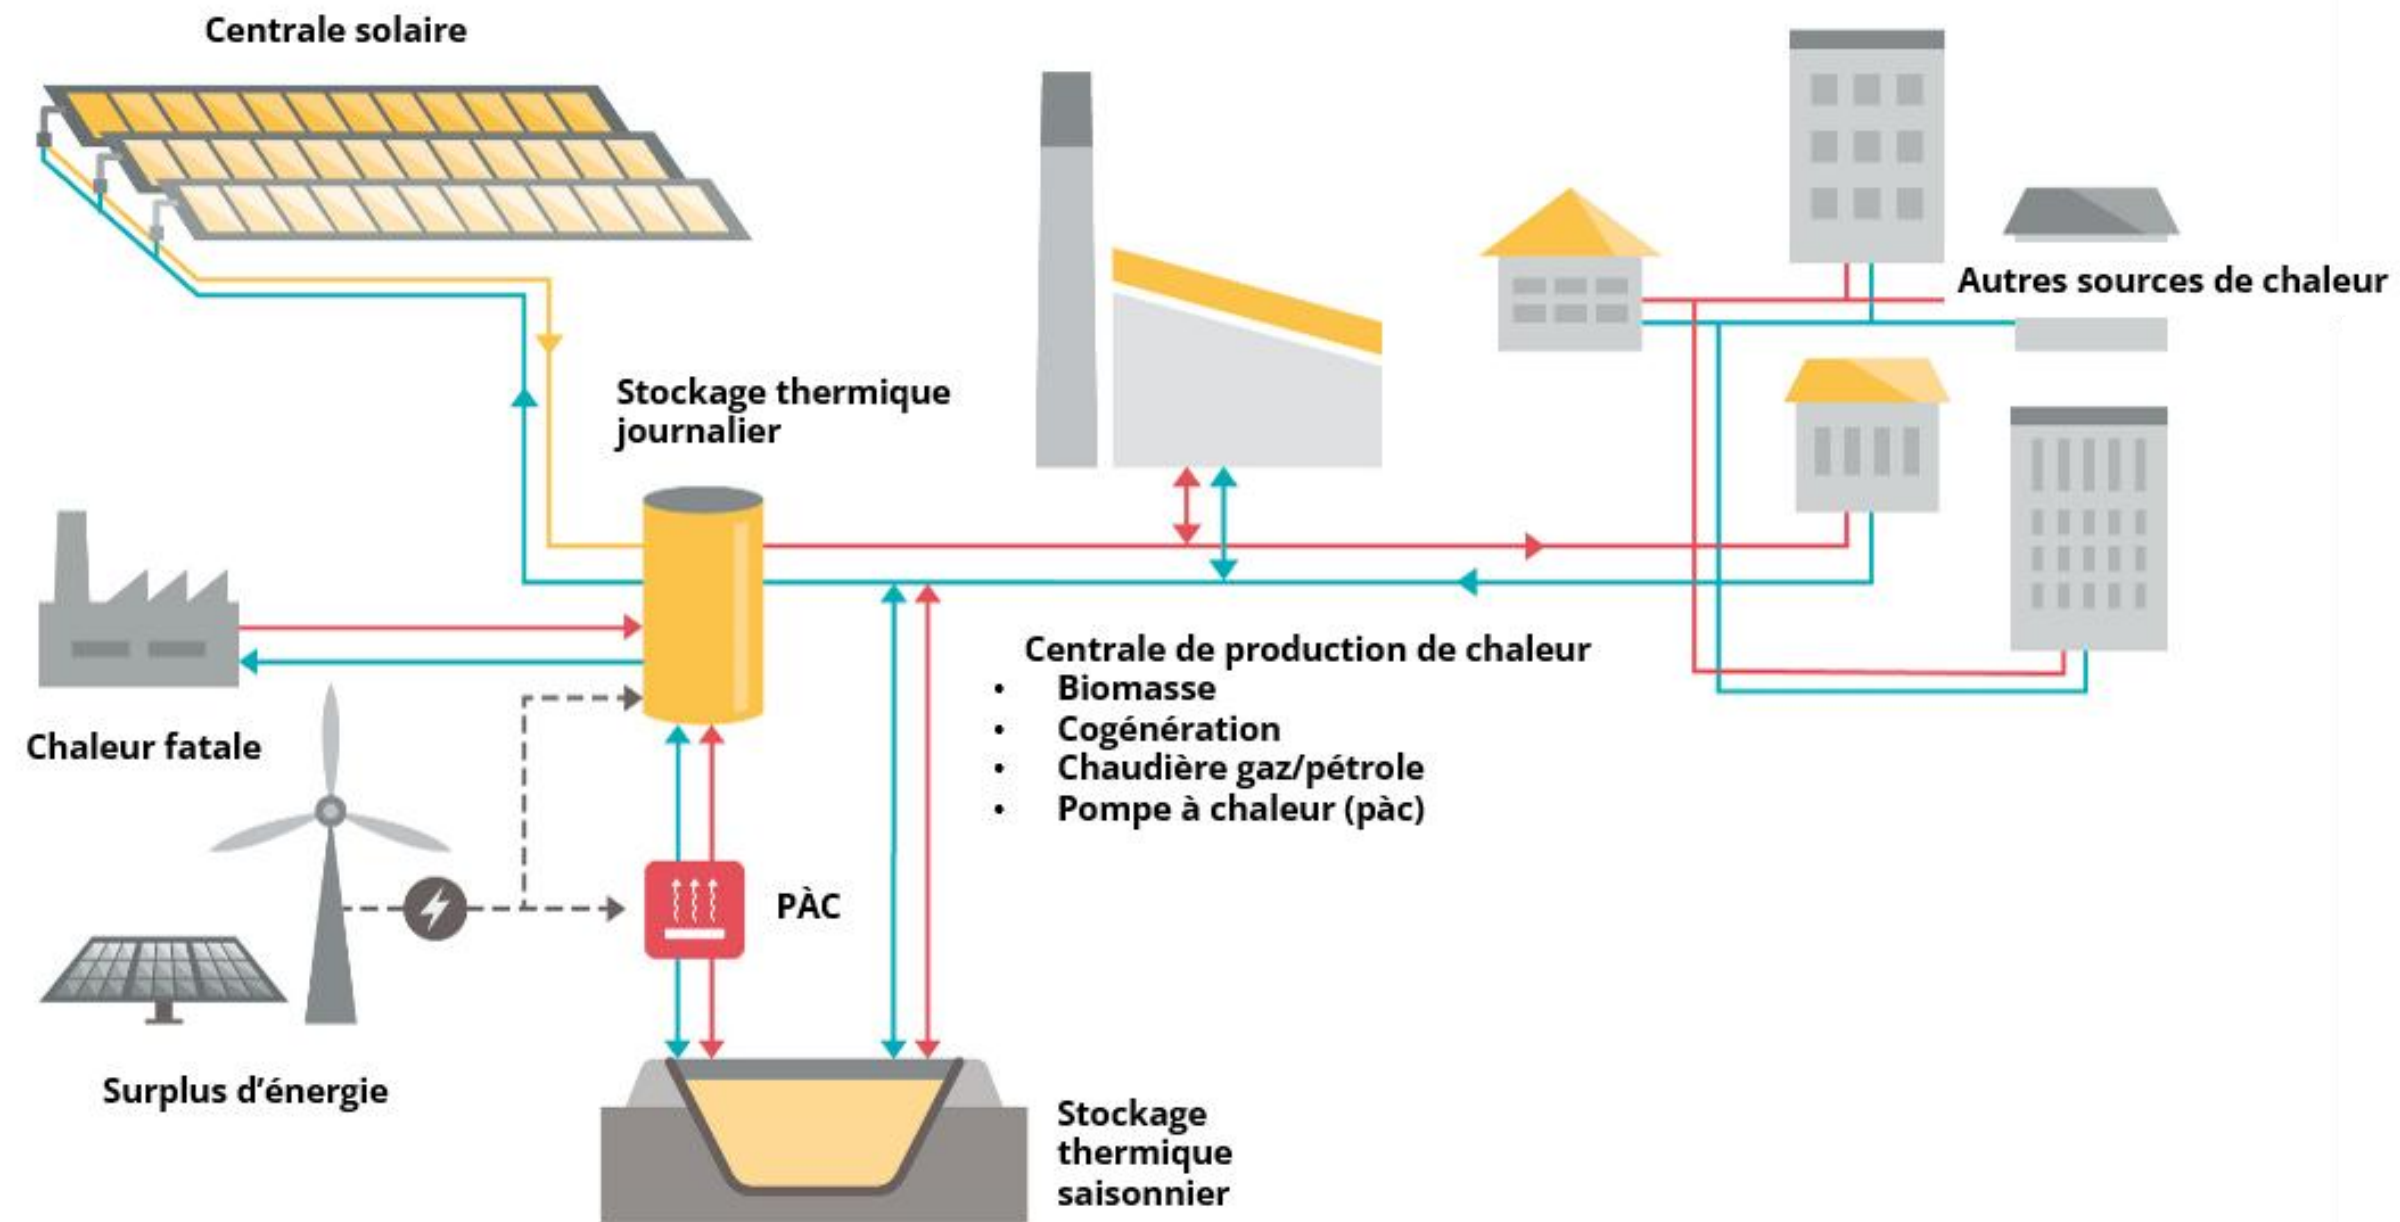 Centrale solaire
Autres sources de chaleur
Stockage thermique
journalier
Centrale de production de chaleur
• Biomasse
• Cogénération
• Chaudière gaz/pétrole
• Pompe à chaleur (pàc)
Chaleur fatale
PÀC
Surplus d’énergie
Stockage
thermique
saisonnier